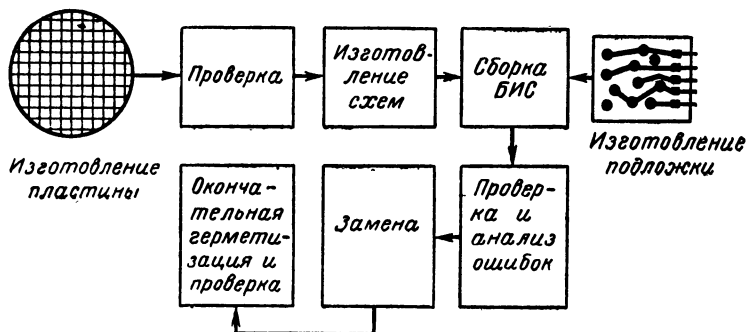 Проверка
Изготов-
ление
схем
Сборка
БИС
Изготовление
пластины
Изготовление
подложки
Оконча-
тельная
гермети-
зация и
проверка
Замена
Провер-
ка и
анализ
ошибок